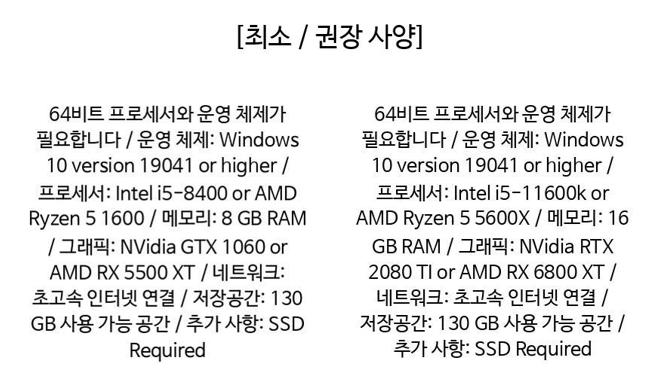 [최소 / 권장 사양]
64비트 프로세서와 운영 체제가
필요합니다 / 운영 체제: Windows
10 version 19041 or higher /
프로세서: Intel i5-8400 or AMD
Ryzen 5 1600 / 메모리: 8 GB RAM
/ 그래픽: NVidia GTX 1060 or
AMD RX 5500 XT / 네트워크:
초고속 인터넷 연결 / 저장공간: 130
GB 사용 가능 공간 / 추가 사항: SSD
Required
64비트 프로세서와 운영 체제가
필요합니다 / 운영 체제: Windows
10 version 19041 or higher /
프로세서: Intel i5-11600k or
AMD Ryzen 5 5600X / 메모리: 16
GB RAM / 그래픽: NVidia RTX
2080 TI or AMD RX 6800 XT /
네트워크: 초고속 인터넷 연결 /
저장공간: 130 GB 사용 가능 공간 /
추가 사항: SSD Required